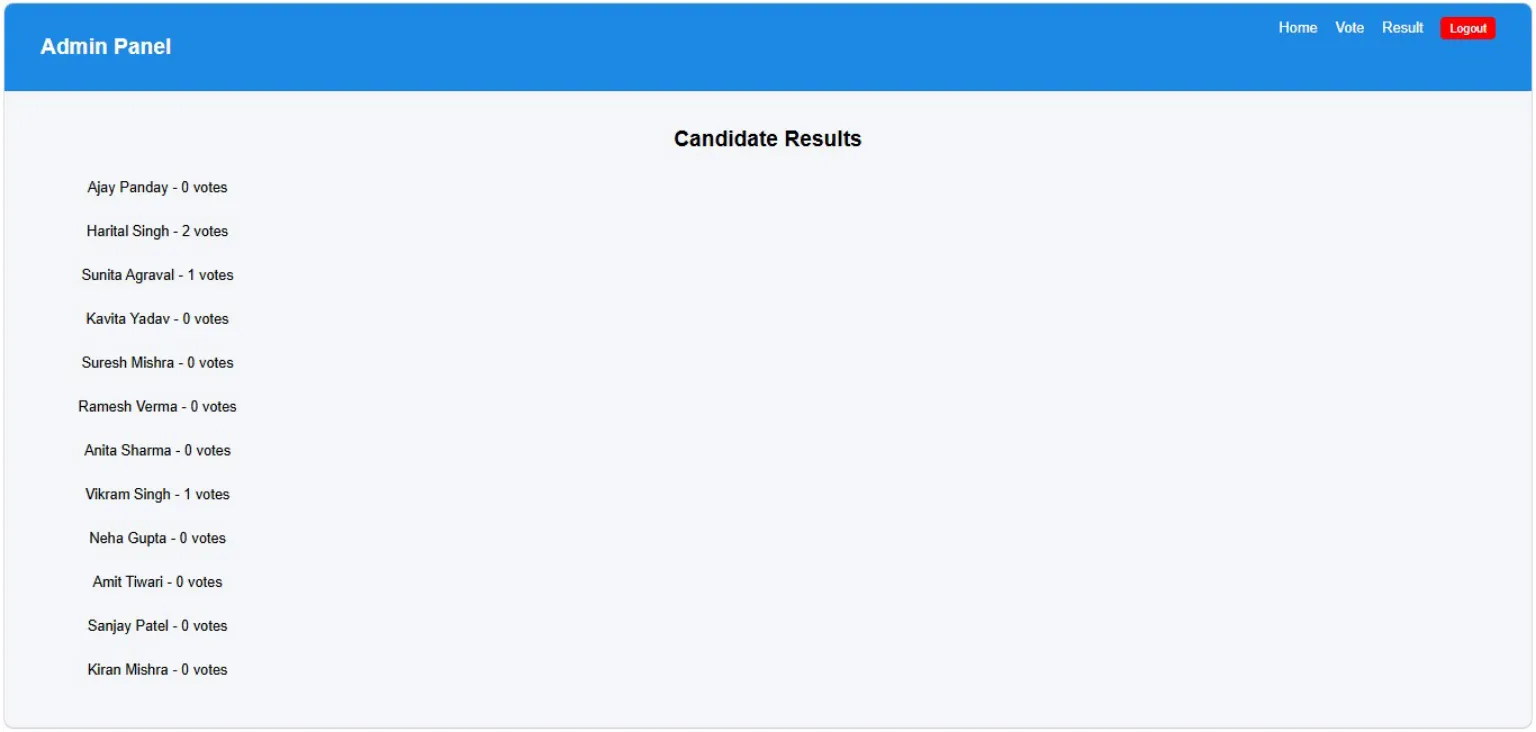 Admin Panel
Home Vote Result Logout
Candidate Results
Ajay Panday - 0 votes
Harital Singh - 2 votes
Sunita Agraval - 1 votes
Kavita Yadav - 0 votes
Suresh Mishra - 0 votes
Ramesh Verma - 0 votes
Anita Sharma - 0 votes
Vikram Singh - 1 votes
Neha Gupta - 0 votes
Amit Tiwari - 0 votes
Sanjay Patel - 0 votes
Kiran Mishra - 0 votes